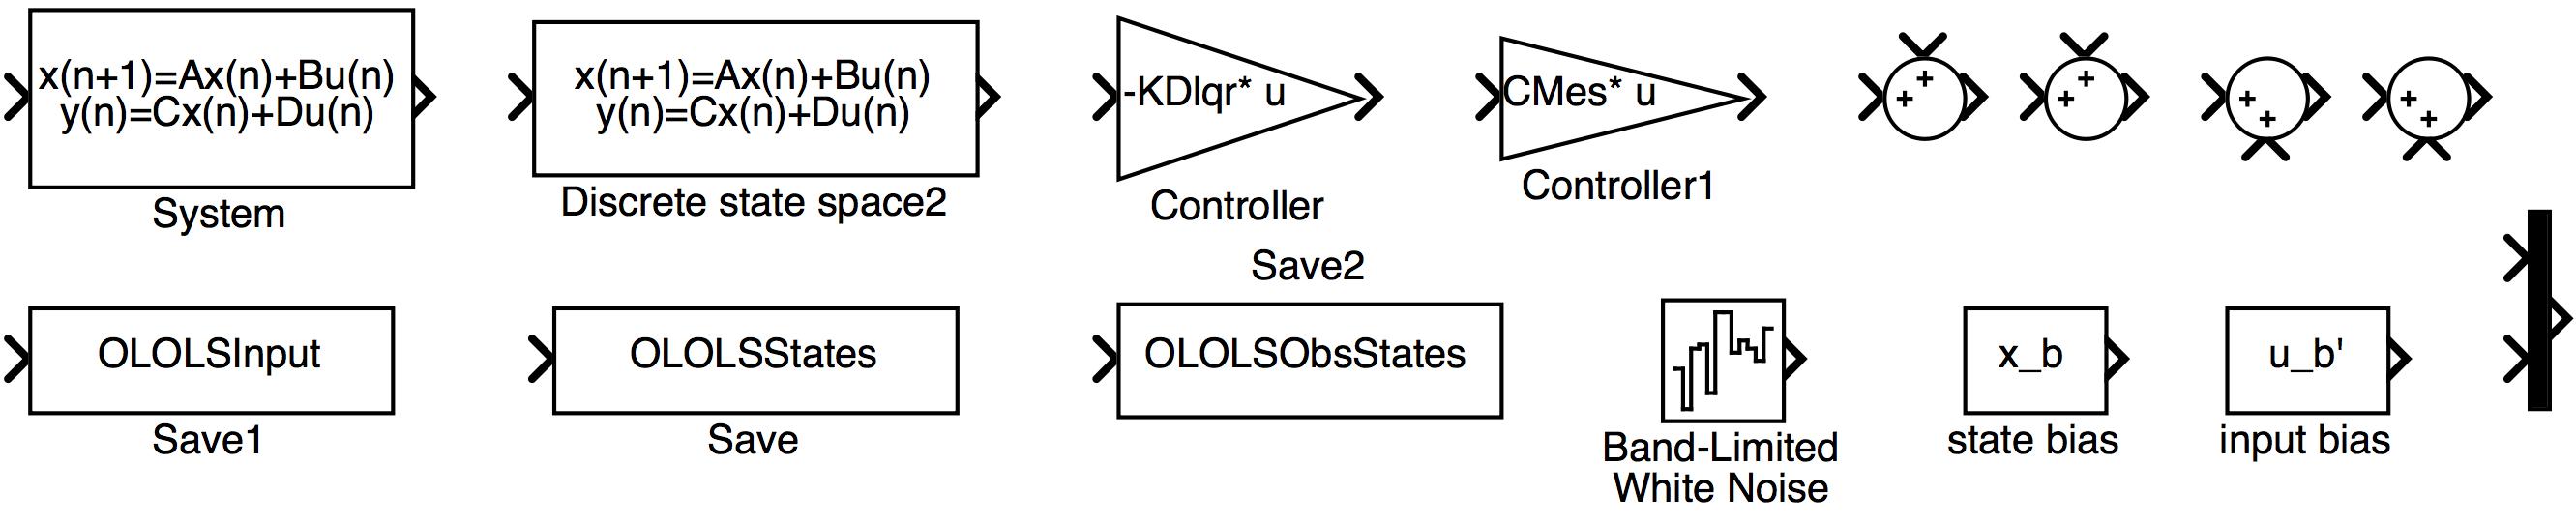 x(n+1)=Ax(n)+Bu(n)
y(n)=Cx(n)+Du(n)
System
x(n+1)=Ax(n)+Bu(n)
y(n)=Cx(n)+Du(n)
Discrete state space2
-KDlqr* u
Controller
CMes* u
Controller1
+
+
+
+
+
+
+
+
OLOLSInput
Save1
OLOLSStates
Save
Save2
OLOLSObsStates
Band-Limited
White Noise
x_b
state bias
u_b'
input bias